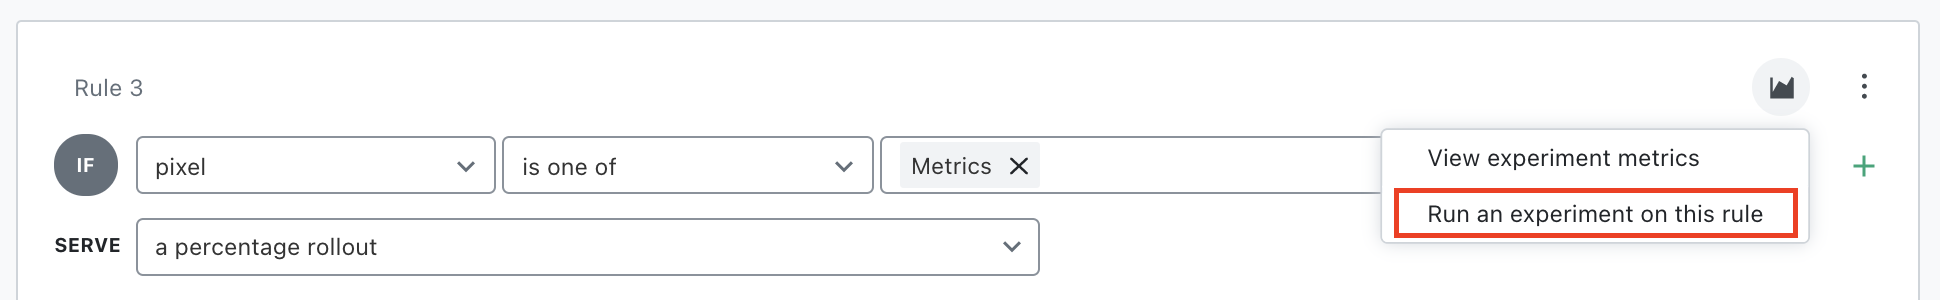 Rule 3
IF pixel is one of Metrics
View experiment metrics
Run an experiment on this rule
SERVE a percentage rollout